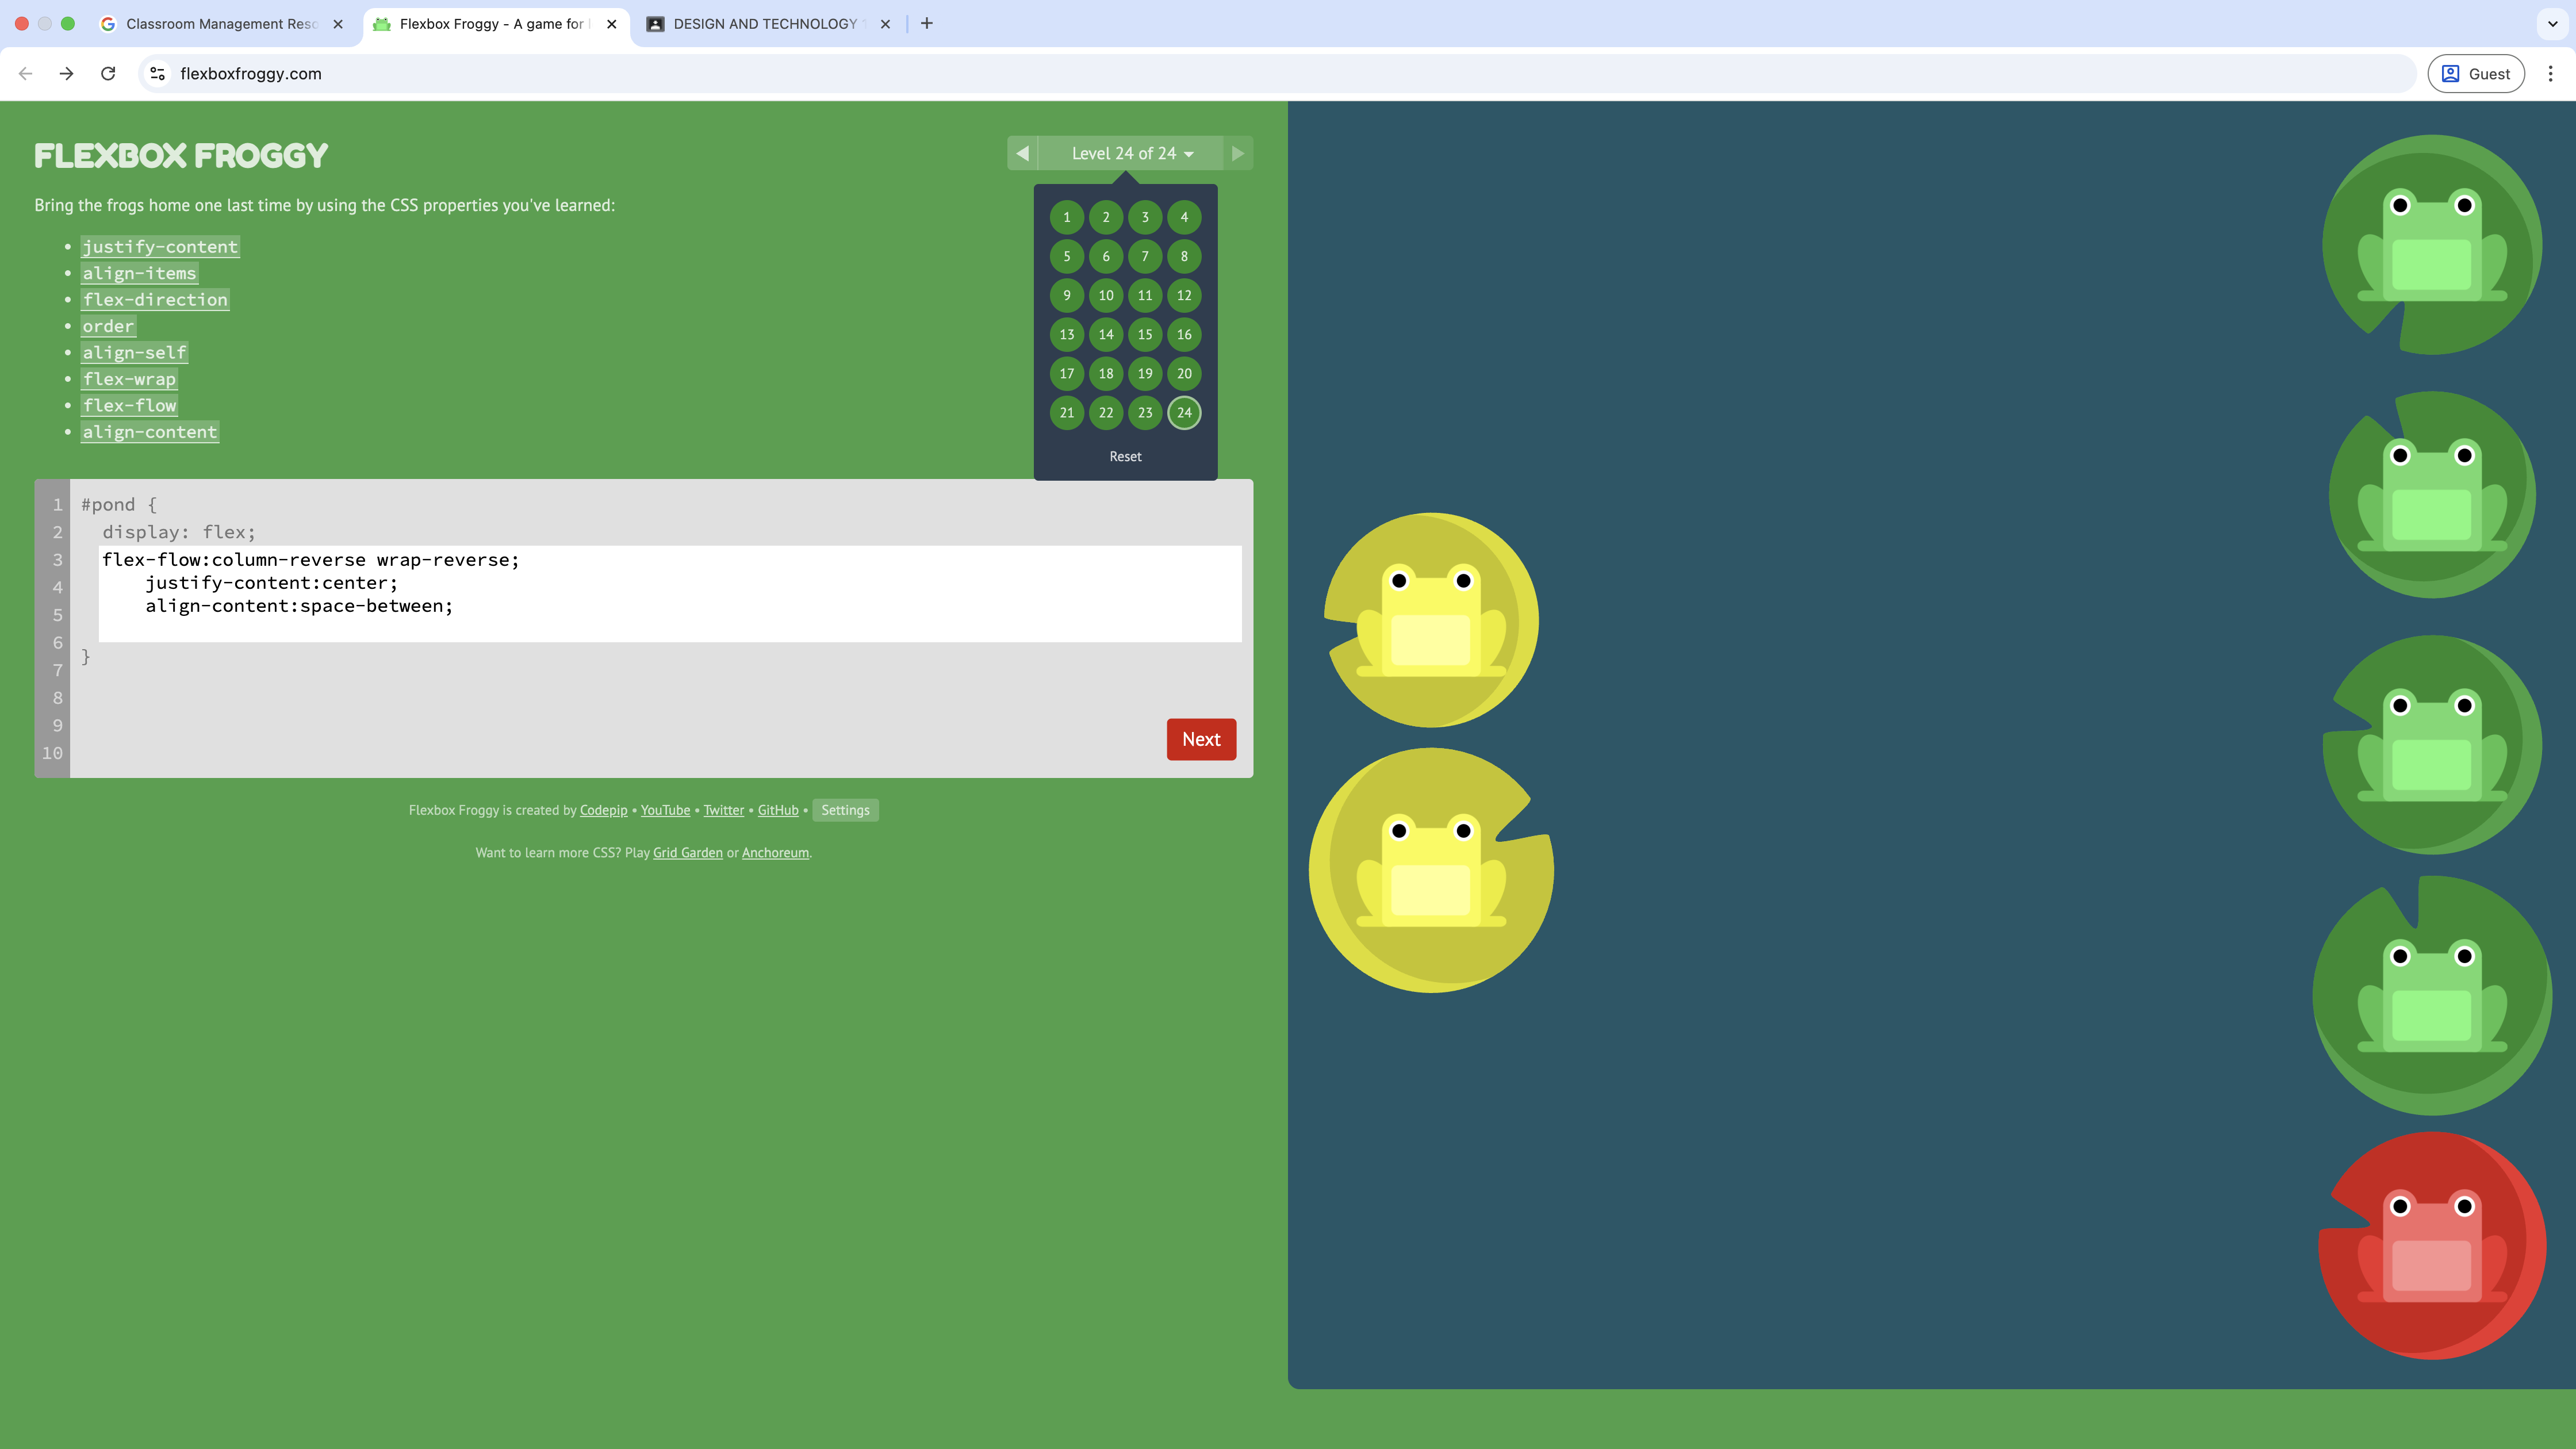 Classroom Management Reso
Flexbox Froggy - A game for
DESIGN AND TECHNOLOGY
flexboxfroggy.com
Guest
FLEXBOX FROGGY
Level 24 of 24
Bring the frogs home one last time by using the CSS properties you've learned:
justify-content
align-items
flex-direction
order
align-self
flex-wrap
flex-flow
align-content
1 2 3 4
5 6 7 8
9 10 11 12
13 14 15 16
17 18 19 20
21 22 23 24
Reset
1 #pond {
2 display: flex;
3 flex-flow:column-reverse wrap-reverse;
4 justify-content:center;
5 align-content:space-between;
6
}
7
8
9
10
Next
Flexbox Froggy is created by Codepip • YouTube • Twitter • GitHub • Settings
Want to learn more CSS? Play Grid Garden or Anchoreum.